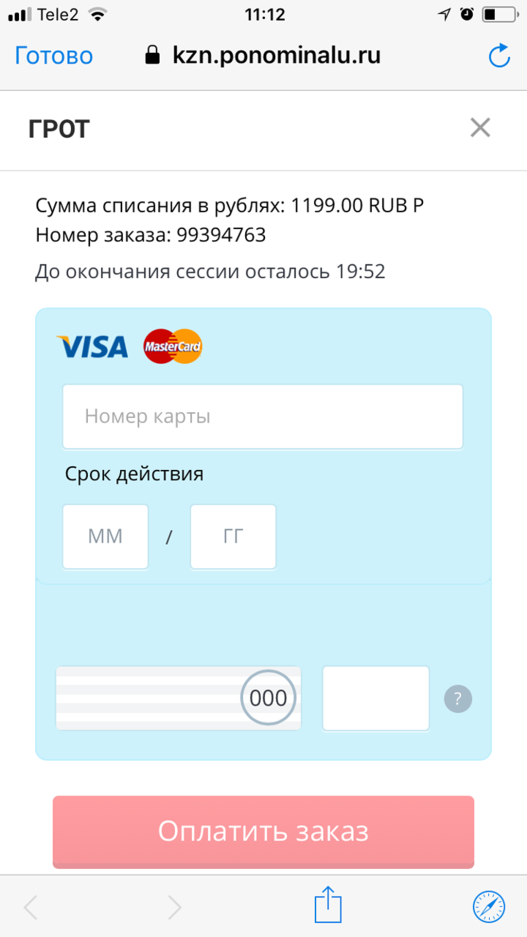 Tele2 11:12
Готово kzn.ponominalu.ru
ГРОТ
Сумма списания в рублях: 1199.00 RUB Р
Номер заказа: 99394763
До окончания сессии осталось 19:52
VISA MasterCard
Номер карты
Срок действия
ММ / ГГ
000 ?
Оплатить заказ